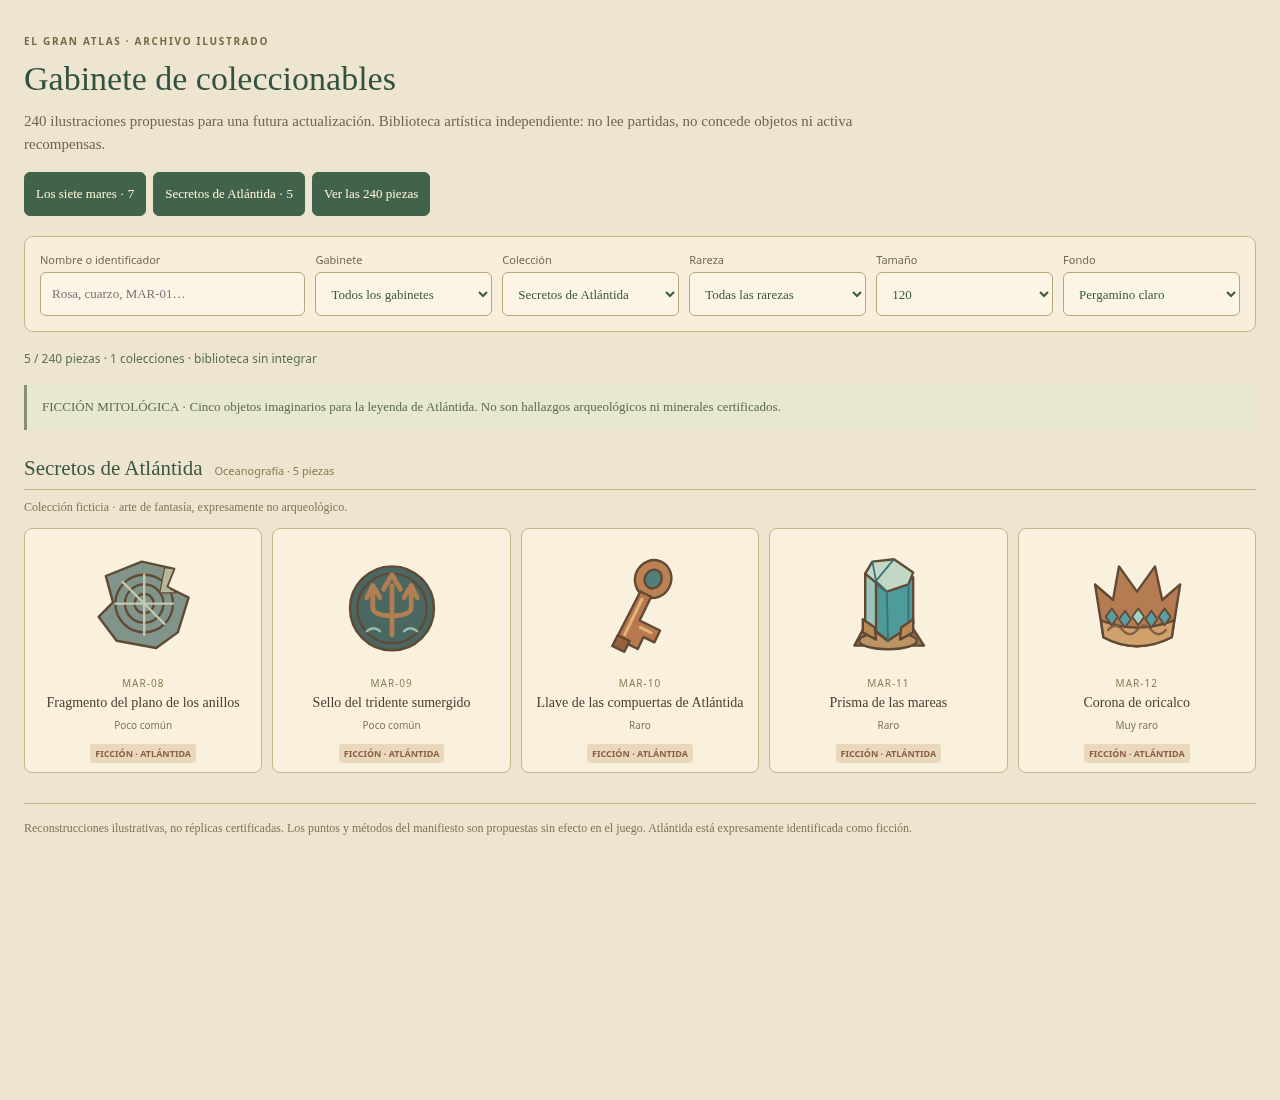 EL GRAN ATLAS · ARCHIVO ILUSTRADO
Gabinete de coleccionables
240 ilustraciones propuestas para una futura actualización. Biblioteca artística independiente: no lee partidas, no concede objetos ni activa
recompensas.
Los siete mares · 7
Secretos de Atlántida · 5
Ver las 240 piezas
Nombre o identificador
Gabinete
Colección
Rareza
Tamaño
Fondo
Rosa, cuarzo, MAR-01…
Todos los gabinetes
Secretos de Atlántida
Todas las rarezas
120
Pergamino claro
5 / 240 piezas · 1 colecciones · biblioteca sin integrar
FICCIÓN MITOLÓGICA · Cinco objetos imaginarios para la leyenda de Atlántida. No son hallazgos arqueológicos ni minerales certificados.
Secretos de Atlántida
Oceanografía · 5 piezas
Colección ficticia · arte de fantasía, expresamente no arqueológico.
MAR-08
Fragmento del plano de los anillos
Poco común
FICCIÓN · ATLÁNTIDA
MAR-09
Sello del tridente sumergido
Poco común
FICCIÓN · ATLÁNTIDA
MAR-10
Llave de las compuertas de Atlántida
Raro
FICCIÓN · ATLÁNTIDA
MAR-11
Prisma de las mareas
Raro
FICCIÓN · ATLÁNTIDA
MAR-12
Corona de oricalco
Muy raro
FICCIÓN · ATLÁNTIDA
Reconstrucciones ilustrativas, no réplicas certificadas. Los puntos y métodos del manifiesto son propuestas sin efecto en el juego. Atlántida está expresamente identificada como ficción.